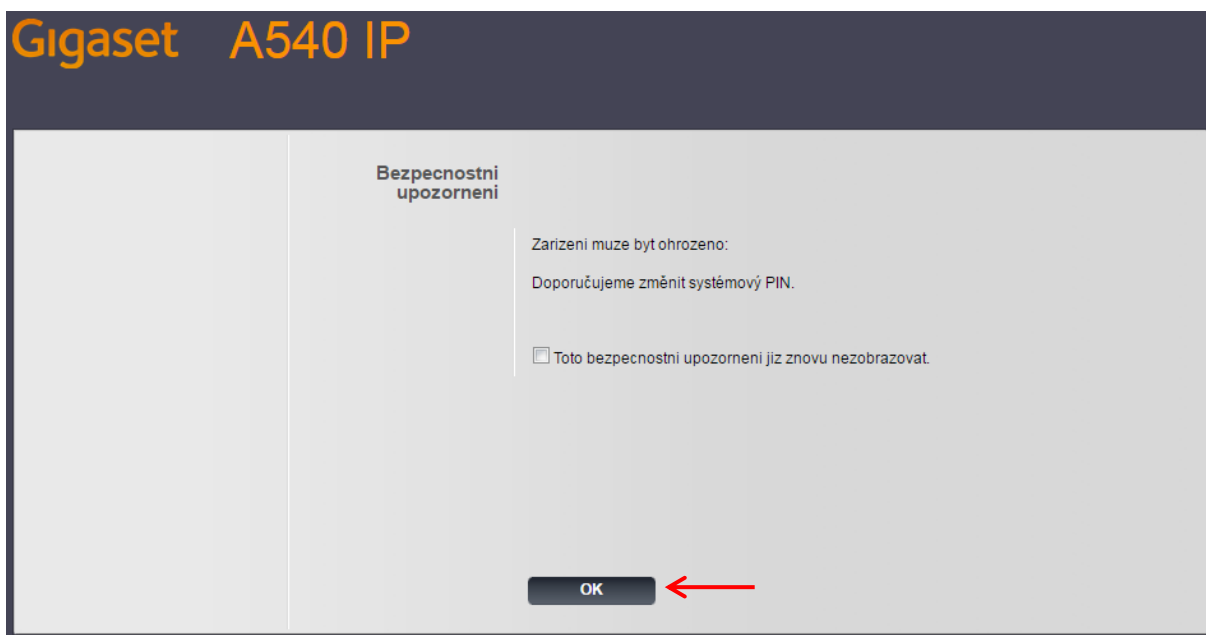 Gigaset A540 IP
Bezpecnostni
upozorneni
Zarizeni muze byt ohrozeno:
Doporučujeme změnit systémový PIN.
Toto bezpecnostni upozorneni jiz znovu nezobrazovat.
OK